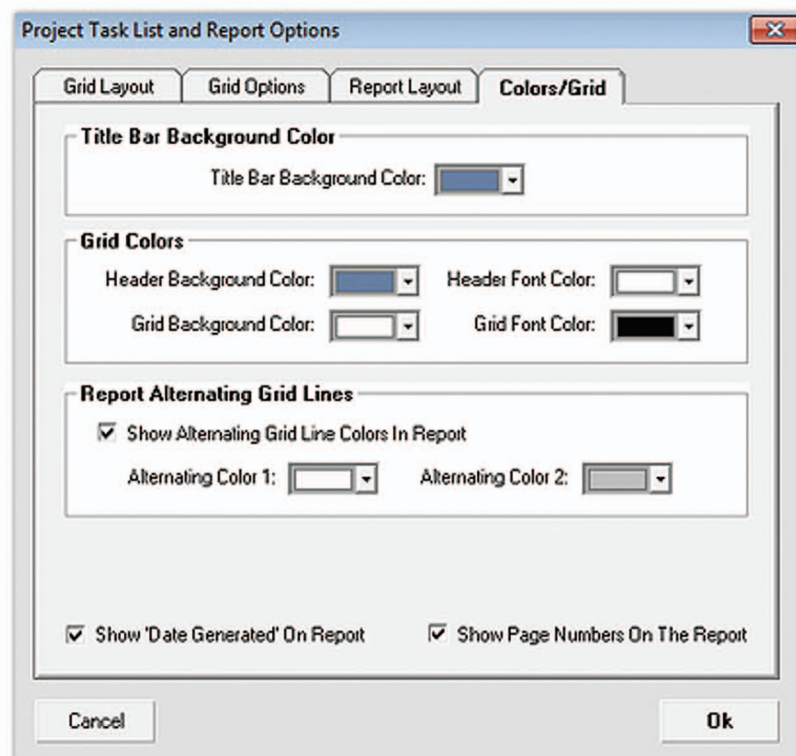 Project Task List and Report Options
Grid Layout Grid Options Report Layout Colors/Grid
Title Bar Background Color
Title Bar Background Color:
Grid Colors
Header Background Color: Header Font Color:
Grid Background Color: Grid Font Color:
Report Alternating Grid Lines
Show Alternating Grid Line Colors In Report
Alternating Color 1: Alternating Color 2:
Show 'Date Generated' On Report Show Page Numbers On The Report
Cancel Ok